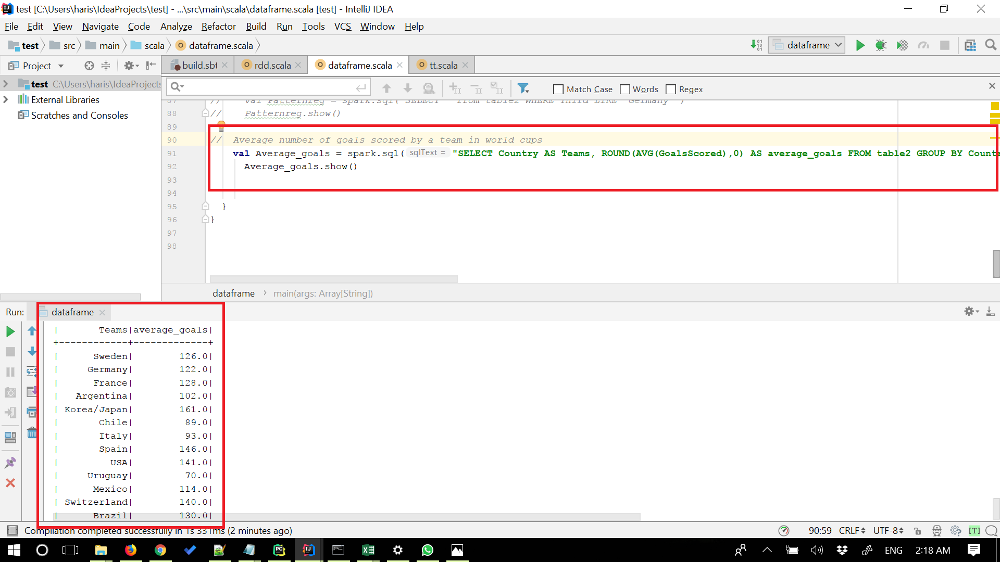 test [C:\Users\haris\IdeaProjects\test] - ...\src\main\scala\dataframe.scala [test] - IntelliJ IDEA
File Edit View Navigate Code Analyze Refactor Build Run Tools VCS Window Help
test src main scala dataframe.scala
dataframe
Project
build.sbt rdd.scala dataframe.scala tt.scala
test C:\Users\haris\IdeaProjects
Match Case Words Regex
External Libraries
Scratches and Consoles
87 // val Patternreg = spark.sql( SELECT from table2 WHERE Third LIKE Germany )
88 // Patternreg.show()
89
90 // Average number of goals scored by a team in world cups
91 val Average_goals = spark.sql( sqlText = "SELECT Country AS Teams, ROUND(AVG(GoalsScored),0) AS average_goals FROM table2 GROUP BY Countr
92 Average_goals.show()
93
94
95 }
96 }
97
98
dataframe › main(args: Array[String])
Run: dataframe
| Teams|average_goals|
+------------+-------------+
| Sweden| 126.0|
| Germany| 122.0|
| France| 128.0|
| Argentina| 102.0|
| Korea/Japan| 161.0|
| Chile| 89.0|
| Italy| 93.0|
| Spain| 146.0|
| USA| 141.0|
| Uruguay| 70.0|
| Mexico| 114.0|
| Switzerland| 140.0|
| Brazil| 130.0|
Compilation completed successfully in 1s 331ms (2 minutes ago)
90:59 CRLF UTF-8 [T]
ENG 2:18 AM